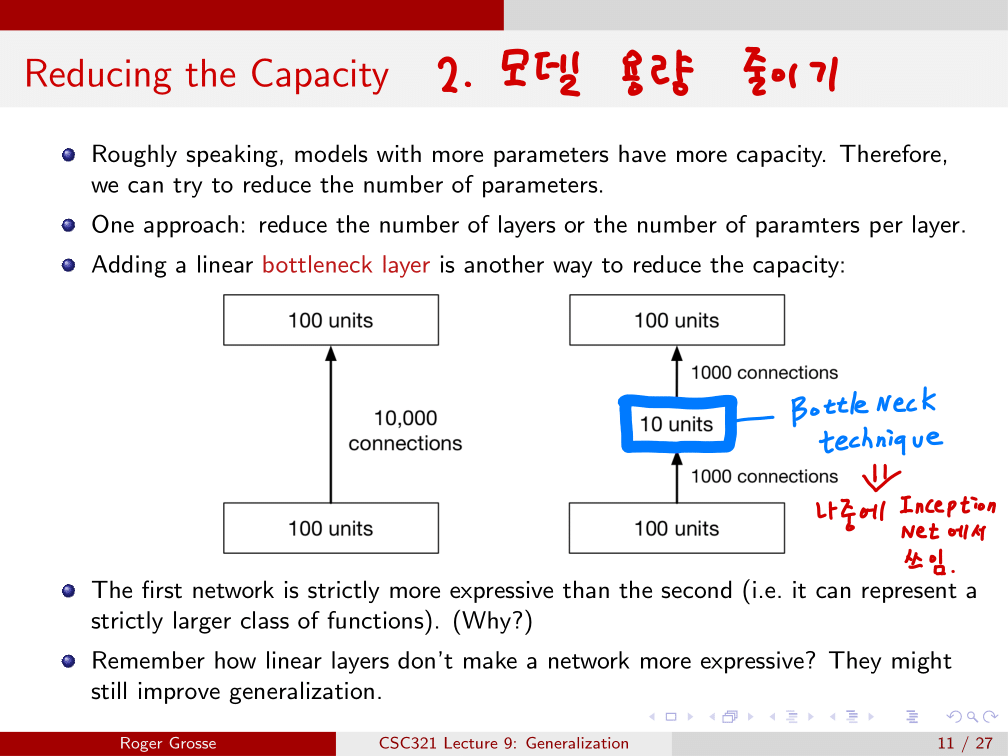 Reducing the Capacity 2. 모델 용량 줄이기
Roughly speaking, models with more parameters have more capacity. Therefore,
we can try to reduce the number of parameters.
One approach: reduce the number of layers or the number of paramters per layer.
Adding a linear bottleneck layer is another way to reduce the capacity:
100 units
10,000
connections
100 units
100 units
1000 connections
10 units
Bottle Neck
technique
1000 connections
100 units
나중에 Inception
Net에서
쓰임.
The first network is strictly more expressive than the second (i.e. it can represent a
strictly larger class of functions). (Why?)
Remember how linear layers don't make a network more expressive? They might
still improve generalization.
Roger Grosse
CSC321 Lecture 9: Generalization
11 / 27